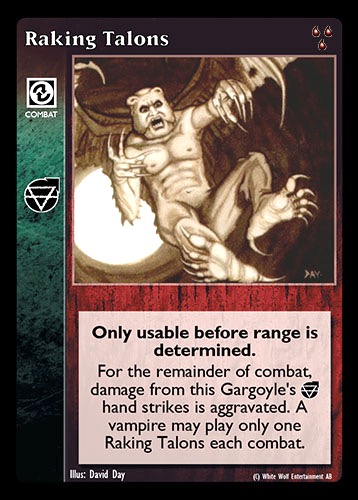 Raking Talons
COMBAT
DAY
Only usable before range is
determined.
For the remainder of combat,
damage from this Gargoyle's
hand strikes is aggravated. A
vampire may play only one
Raking Talons each combat.
Illus: David Day (C) White Wolf Entertainment AB